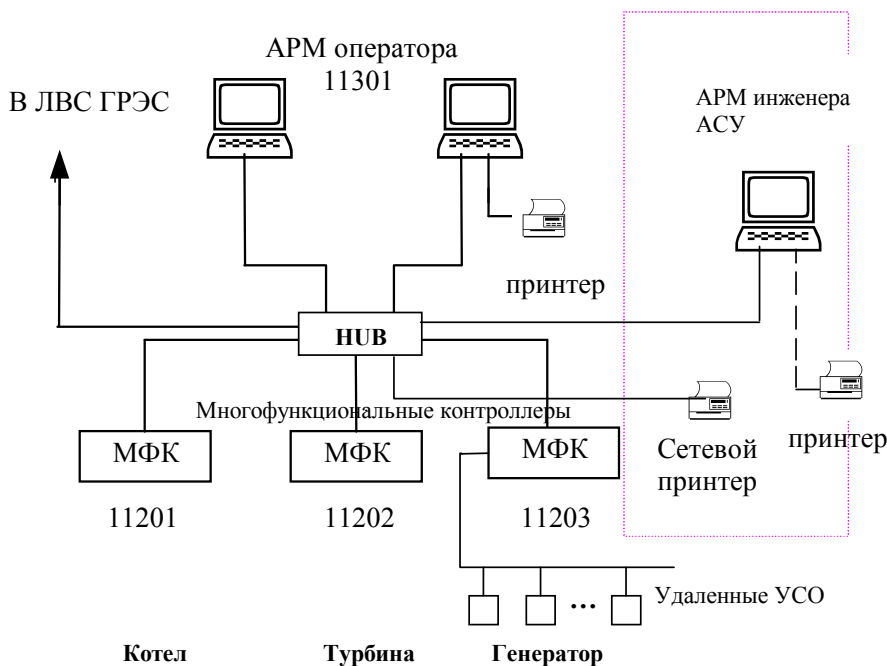 АРМ оператора
11301
В ЛВС ГРЭС
АРМ инженера
АСУ
принтер
HUB
Многофункциональные контроллеры
МФК
МФК
МФК
Сетевой
принтер
принтер
11201
11202
11203
...
Удаленные УСО
Котел
Турбина
Генератор